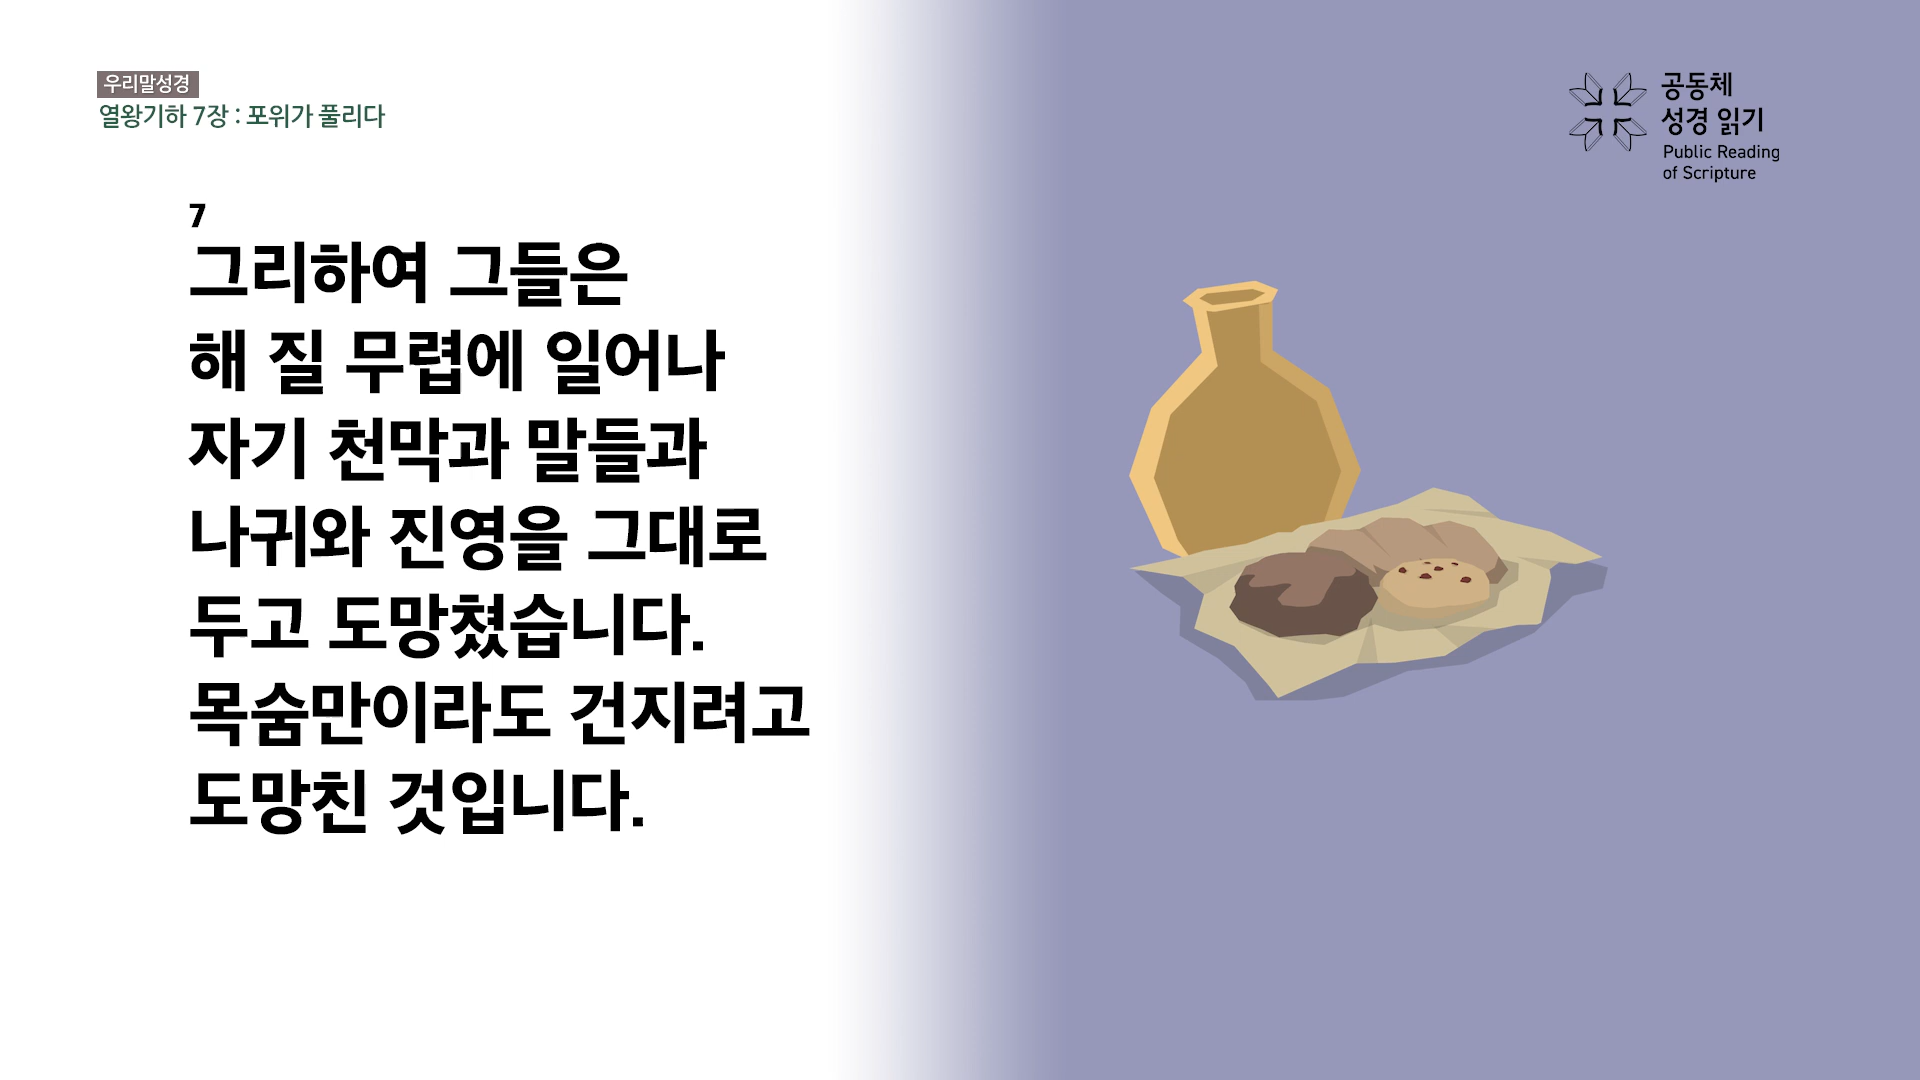 우리말성경
열왕기하 7장 : 포위가 풀리다
공동체
성경 읽기
Public Reading
of Scripture
7
그리하여 그들은
해 질 무렵에 일어나
자기 천막과 말들과
나귀와 진영을 그대로
두고 도망쳤습니다.
목숨만이라도 건지려고
도망친 것입니다.